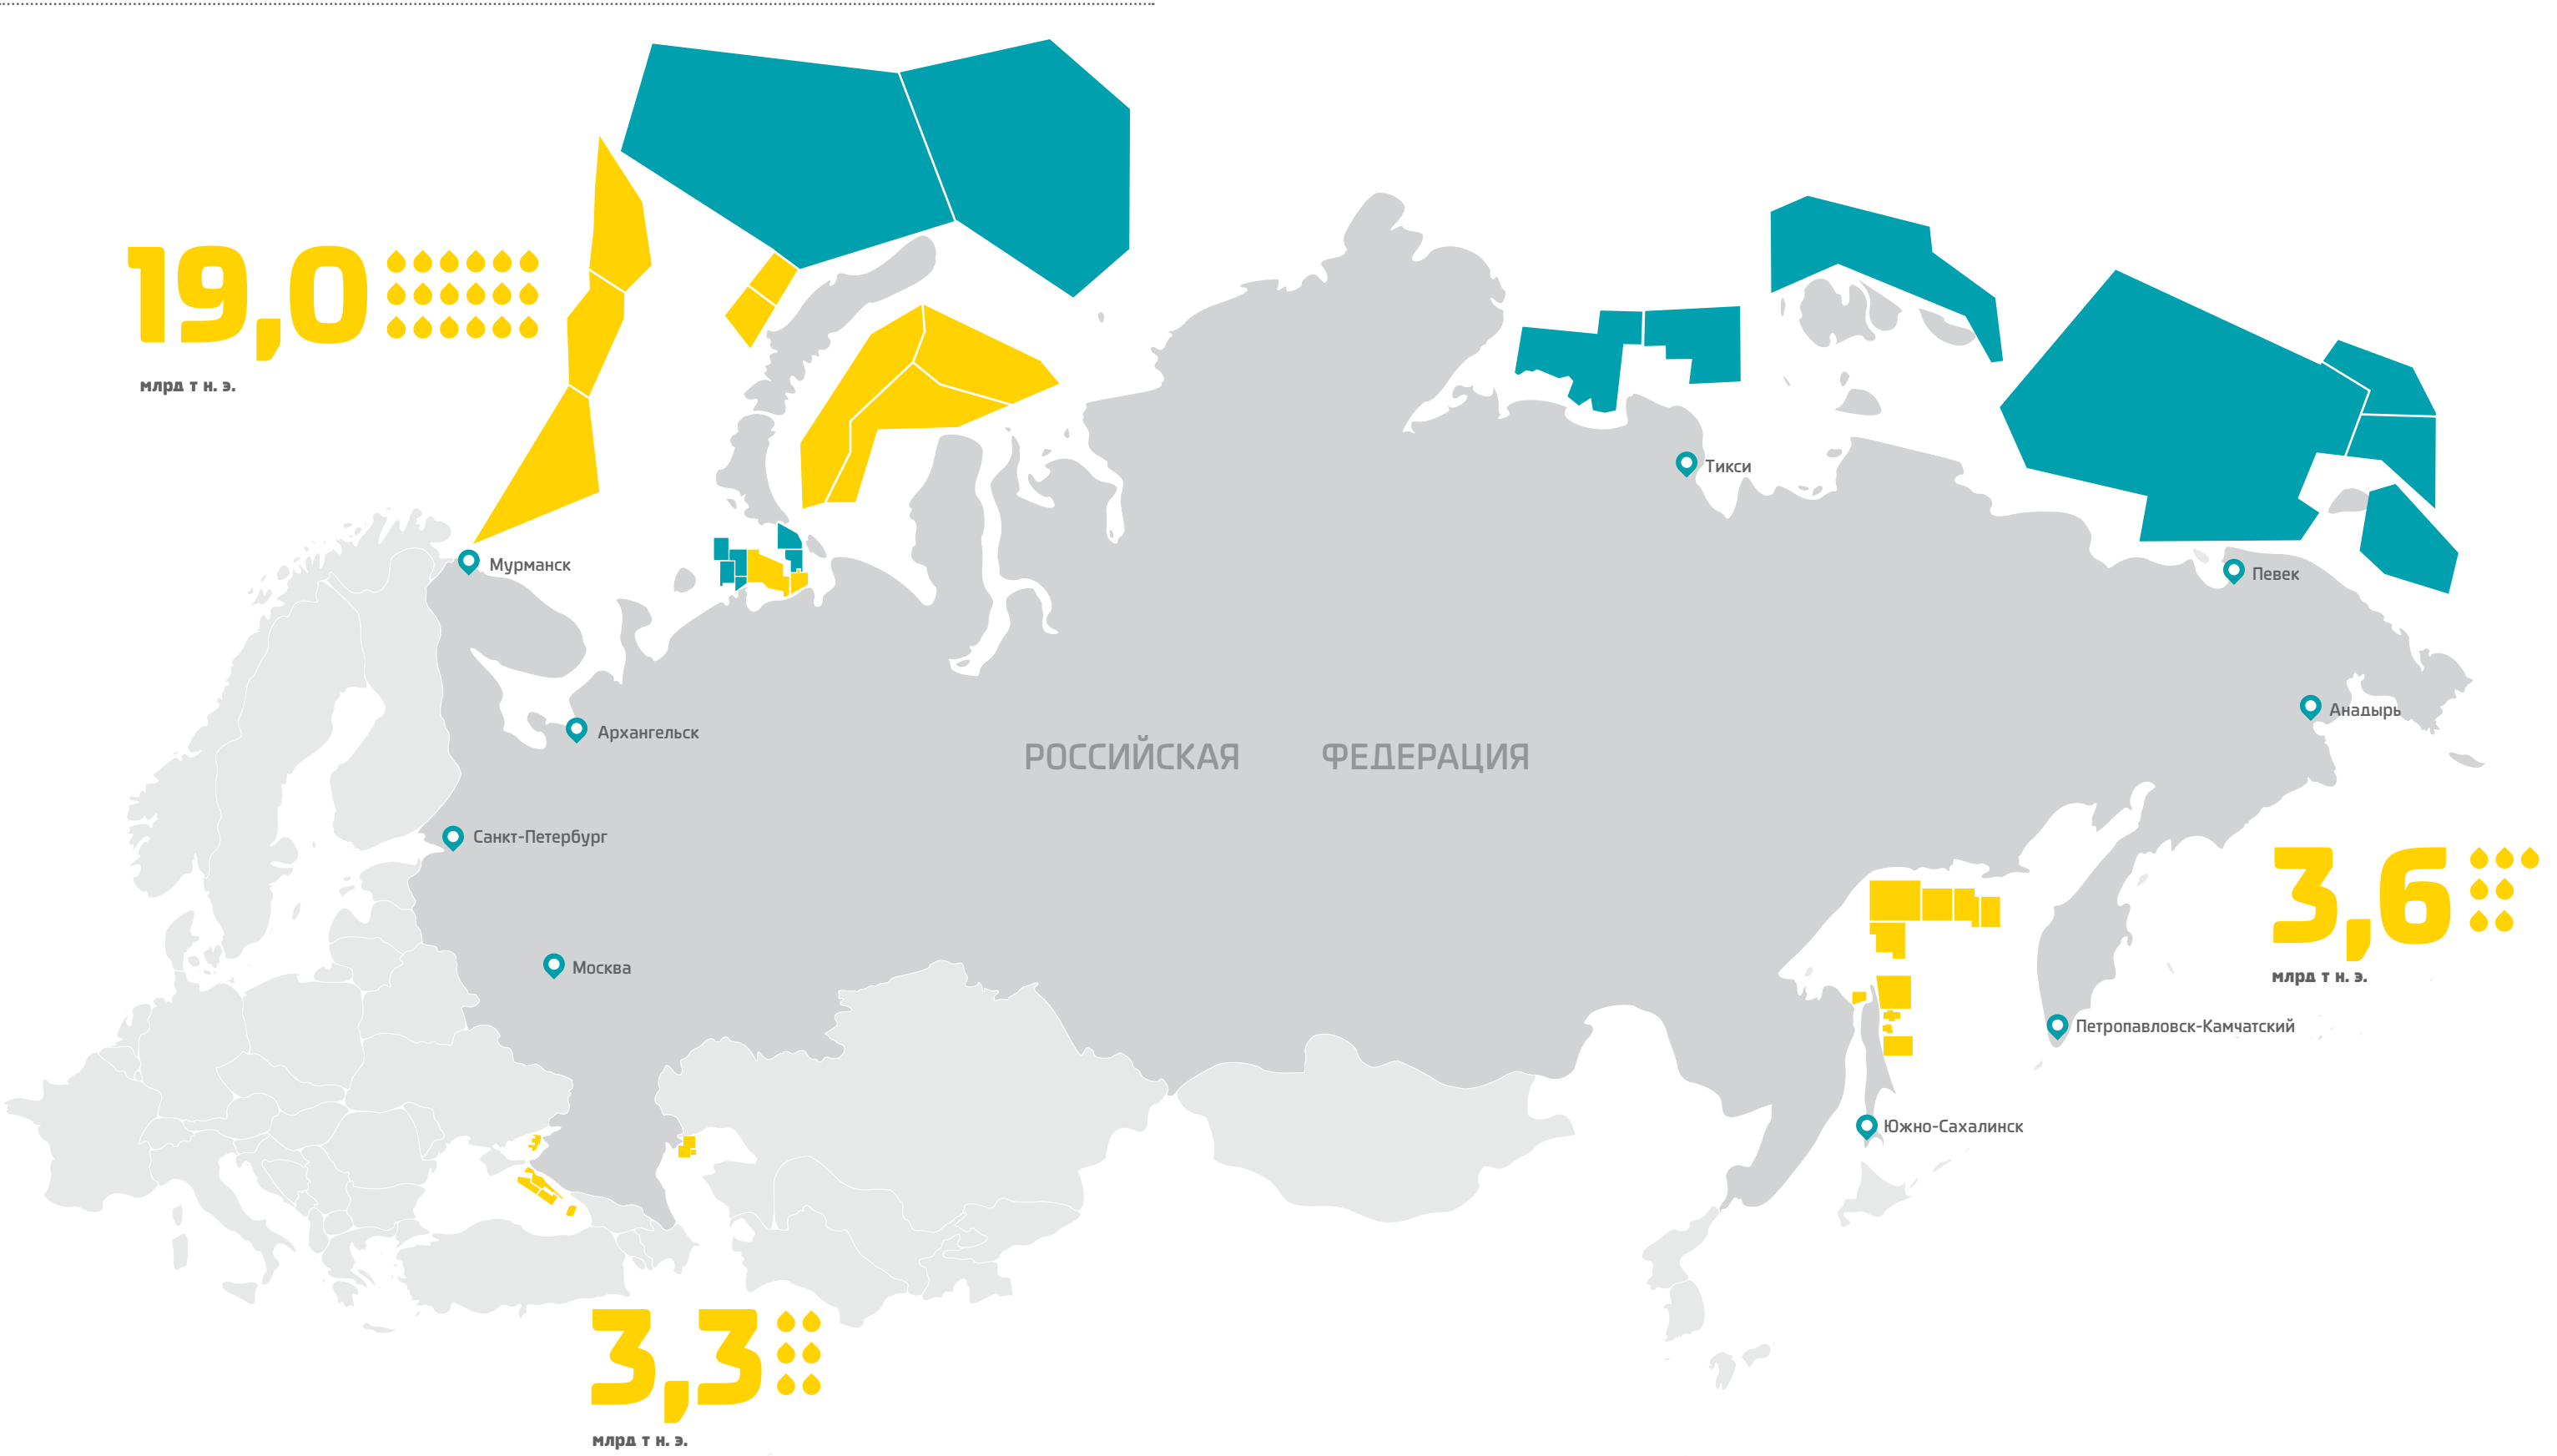 19,0
млрд т н. э.
Тикси
Мурманск
Певек
Анадырь
Архангельск
РОССИЙСКАЯ ФЕДЕРАЦИЯ
Санкт-Петербург
3,6
млрд т н. э.
Москва
Петропавловск-Камчатский
Южно-Сахалинск
3,3
млрд т н. э.